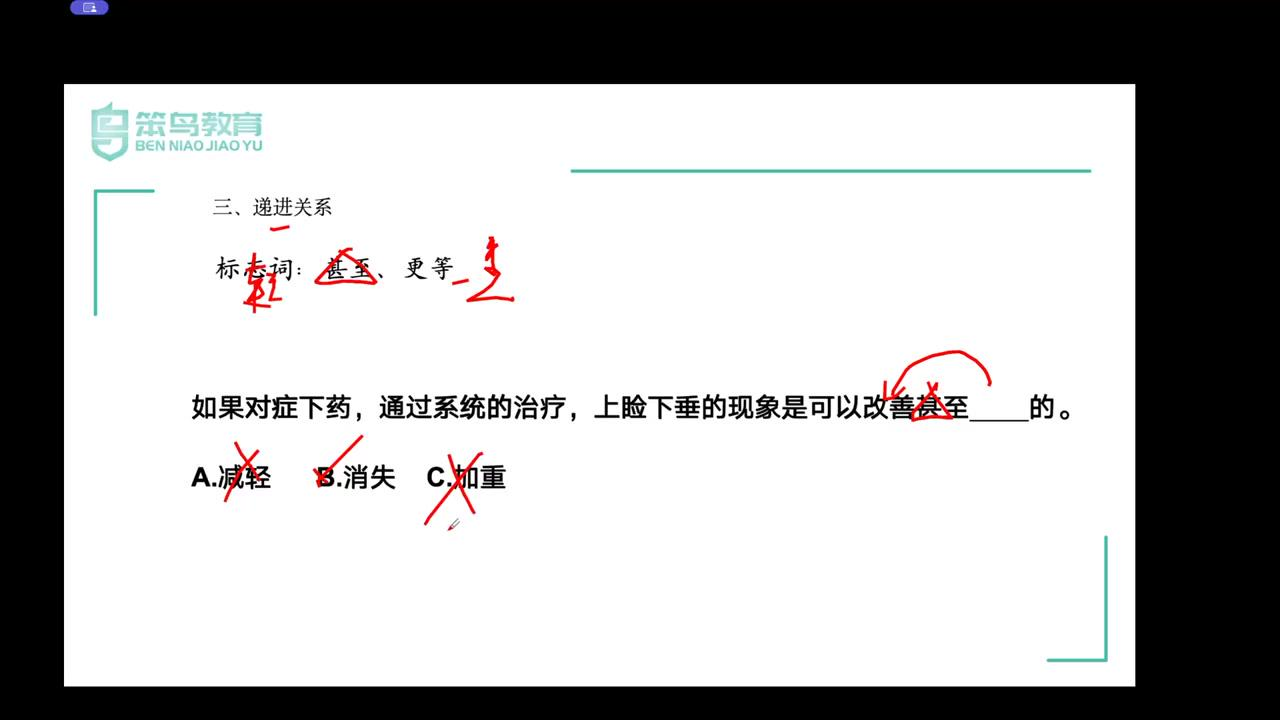 笨鸟教育
BEN NIAO JIAO YU
三、递进关系
标志词：甚至、更等
轻
重
如果对症下药，通过系统的治疗，上睑下垂的现象是可以改善甚至____的。
A.减轻 B.消失 C.加重